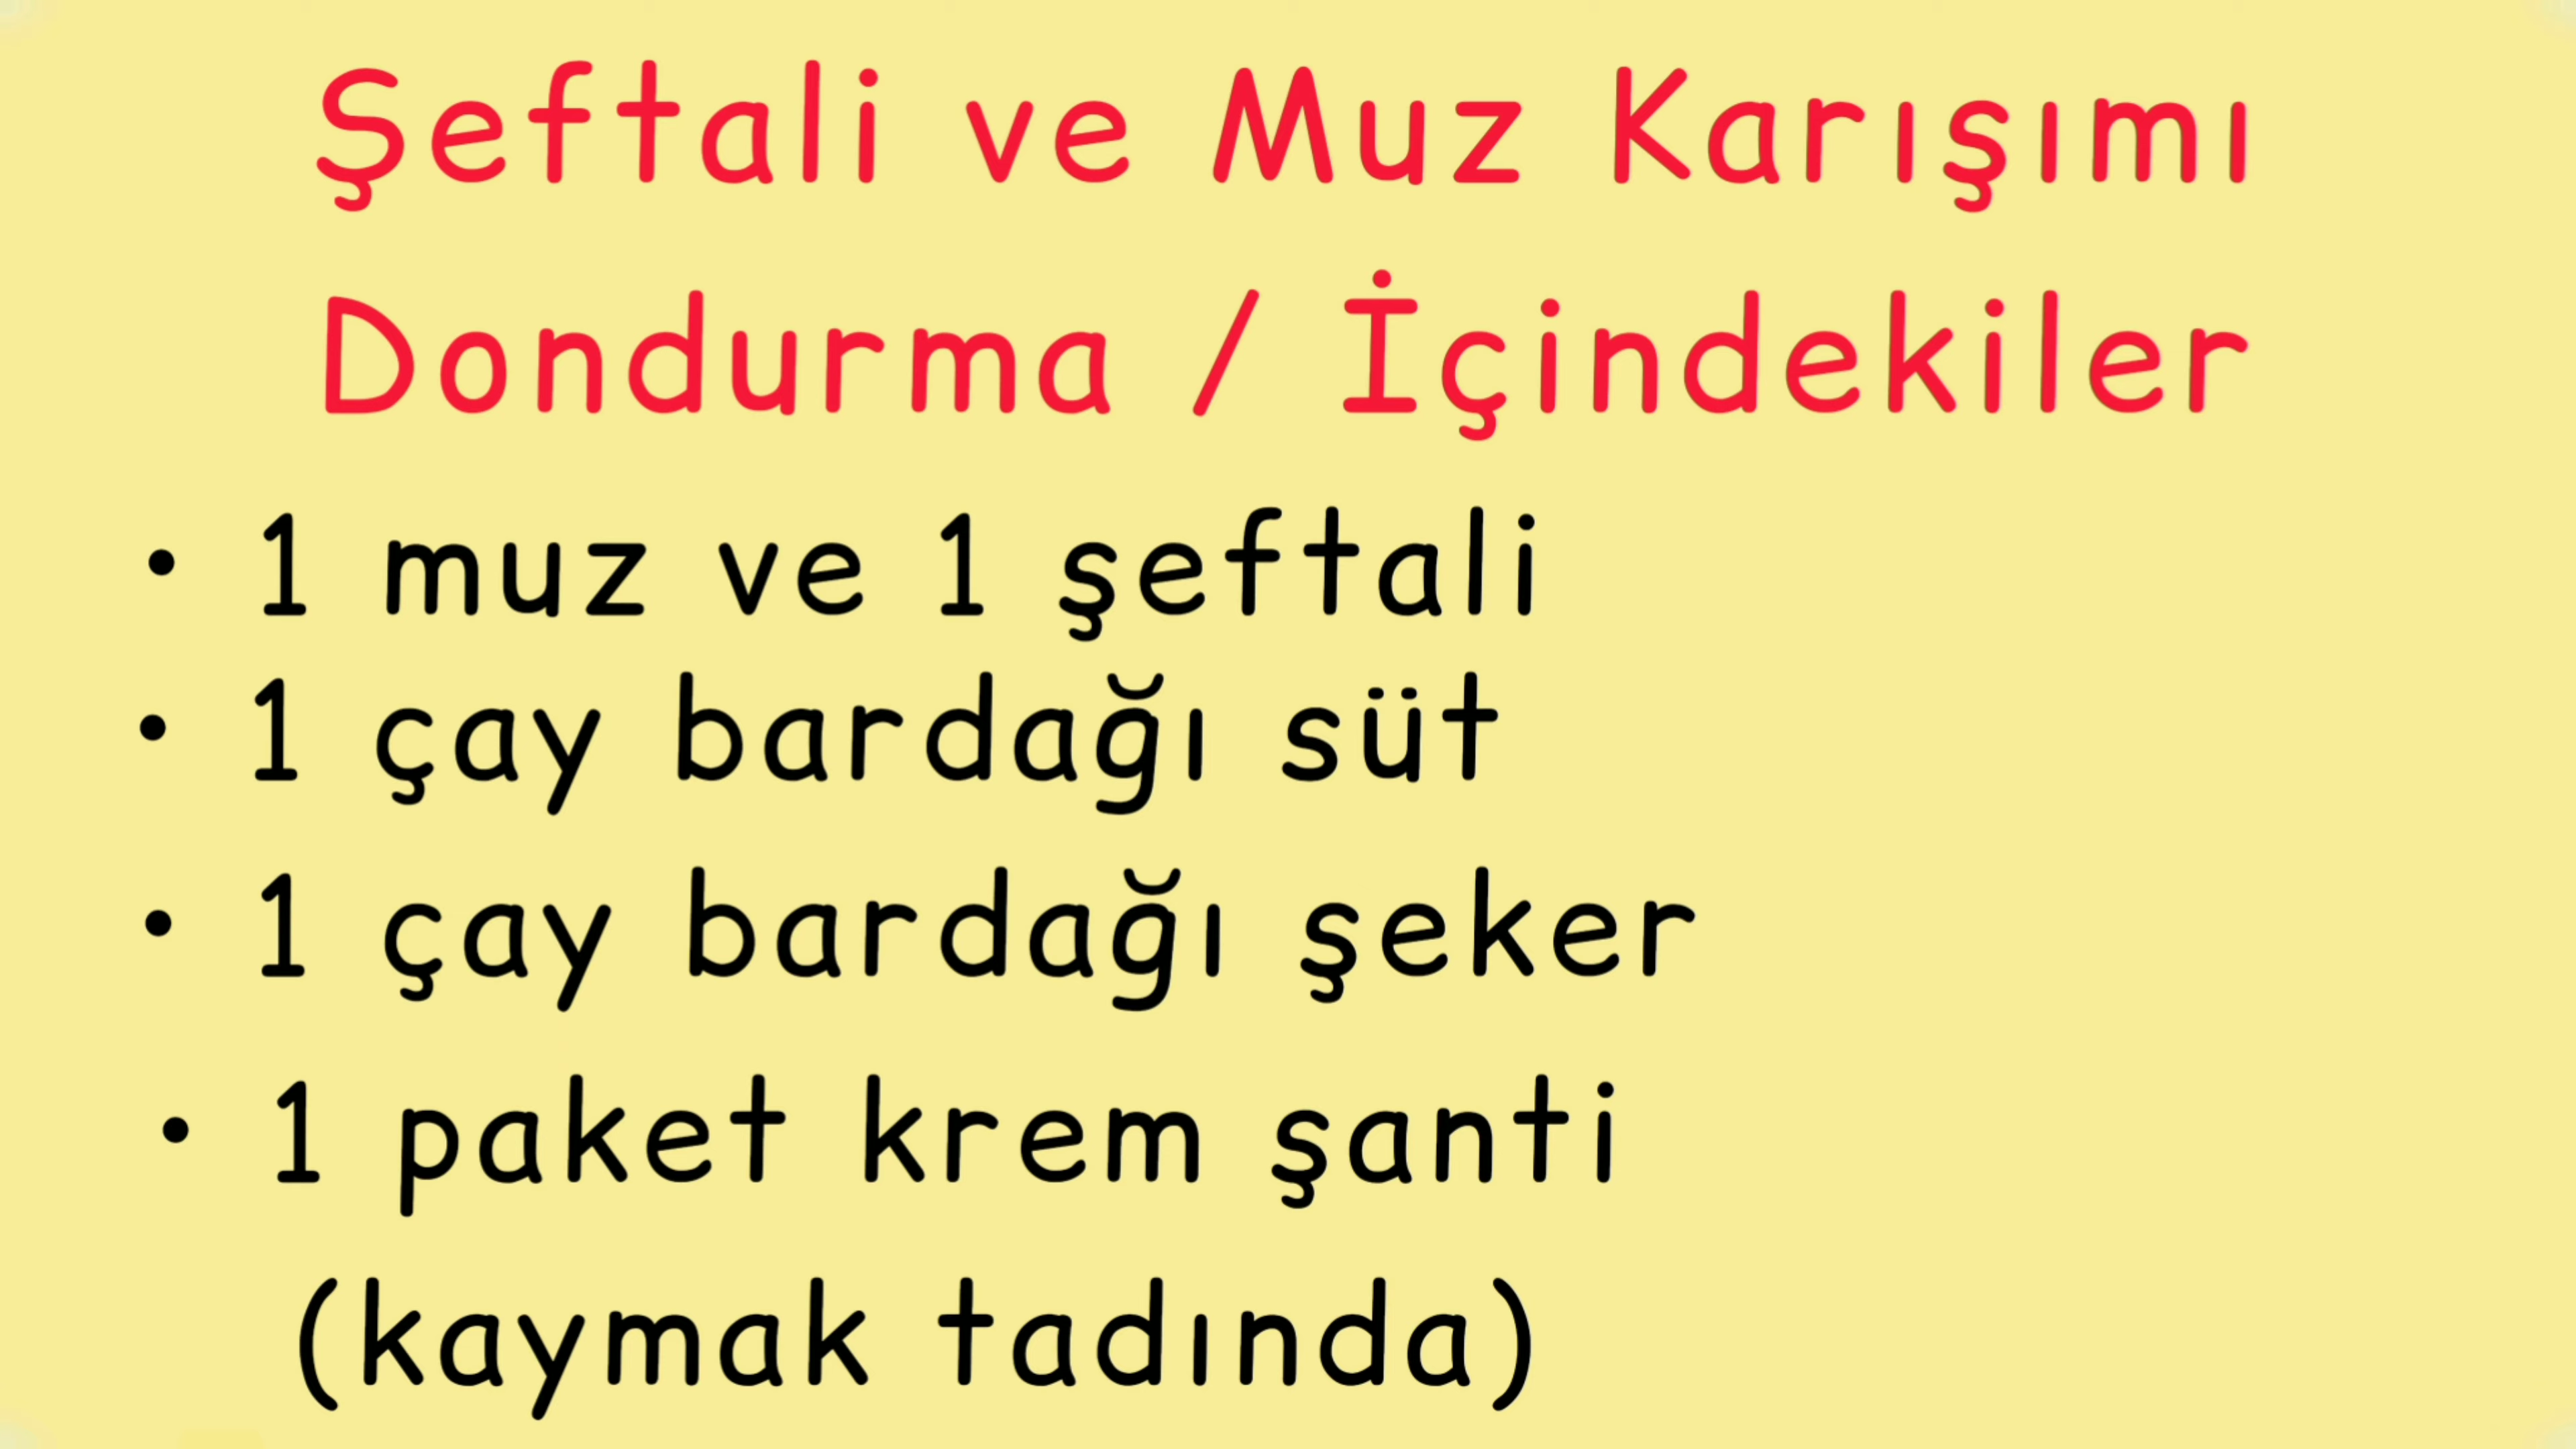 Şeftali ve Muz Karışımı
Dondurma / İçindekiler
• 1 muz ve 1 şeftali
• 1 çay bardağı süt
• 1 çay bardağı şeker
• 1 paket krem şanti
(kaymak tadında)